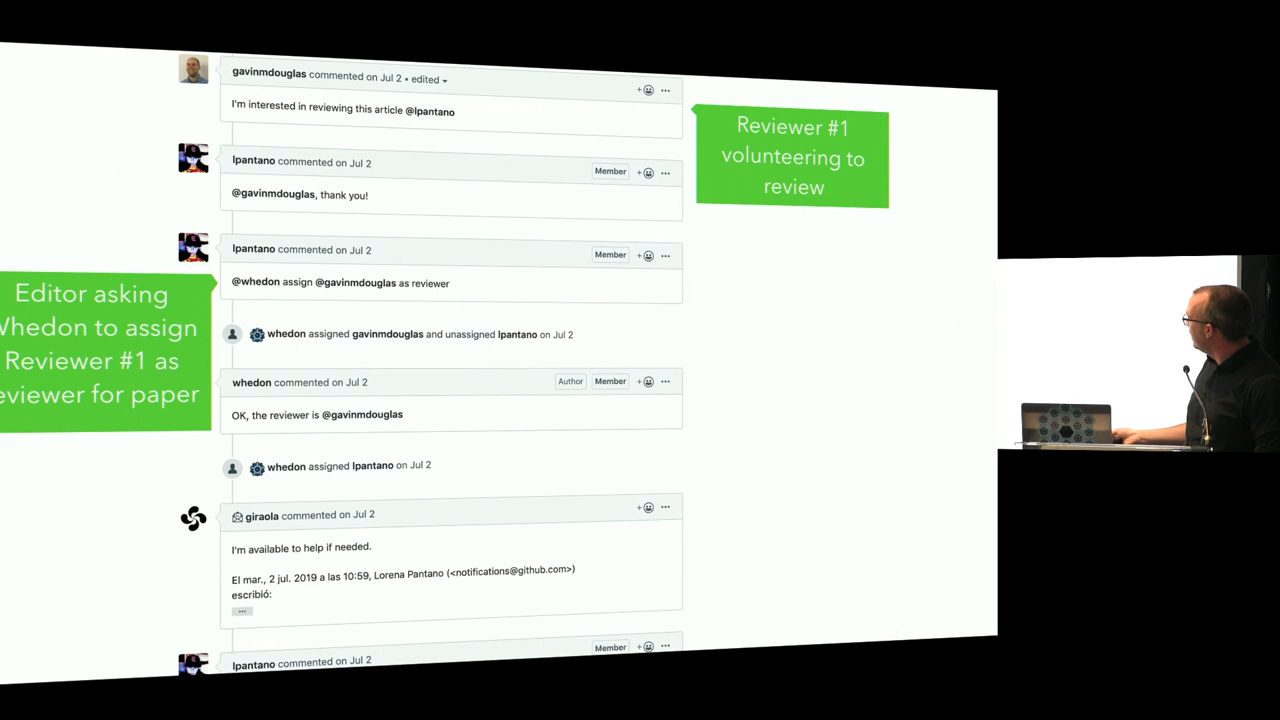 gavinmdouglas commented on Jul 2 • edited
I'm interested in reviewing this article @lpantano
Reviewer #1
volunteering to
review
lpantano commented on Jul 2
Member
@gavinmdouglas, thank you!
lpantano commented on Jul 2
Member
@whedon assign @gavinmdouglas as reviewer
Editor asking
Whedon to assign
Reviewer #1 as
reviewer for paper
whedon assigned gavinmdouglas and unassigned lpantano on Jul 2
whedon commented on Jul 2
Author Member
OK, the reviewer is @gavinmdouglas
whedon assigned lpantano on Jul 2
giraola commented on Jul 2
I'm available to help if needed.
El mar., 2 jul. 2019 a las 10:59, Lorena Pantano (<notifications@github.com>)
escribió:
lpantano commented on Jul 2
Member